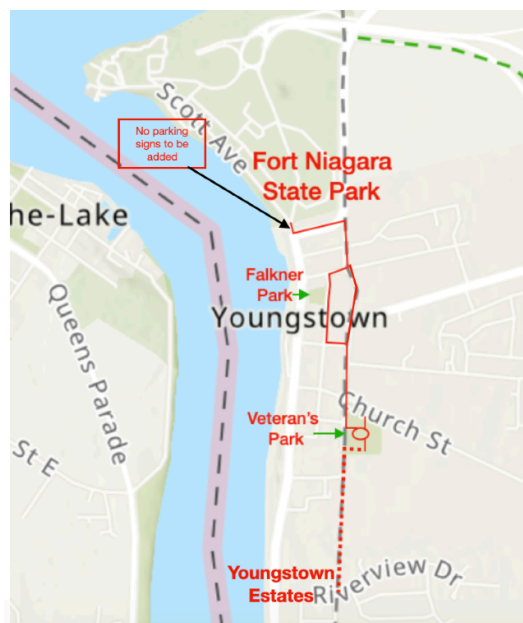 No parking
signs to be
added
Scott Ave
Fort Niagara
State Park
he-Lake
Falkner
Park
Youngstown
Queens Parade
Veteran's
Park
Church St
St E
Youngstown
Estates
Riverview Dr